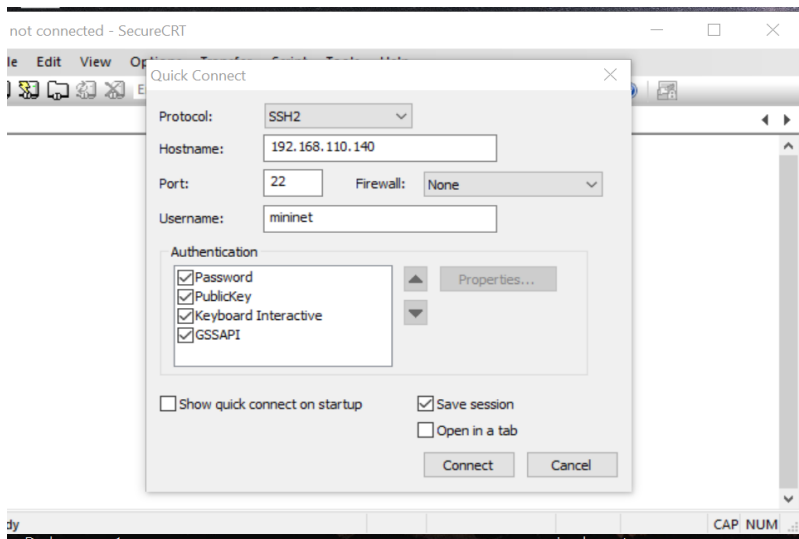 not connected - SecureCRT
le Edit View
Quick Connect
Protocol: SSH2
Hostname: 192.168.110.140
Port: 22 Firewall: None
Username: mininet
Authentication
Password
PublicKey
Keyboard Interactive
GSSAPI
Properties...
Show quick connect on startup
Save session
Open in a tab
Connect Cancel
dy
CAP NUM